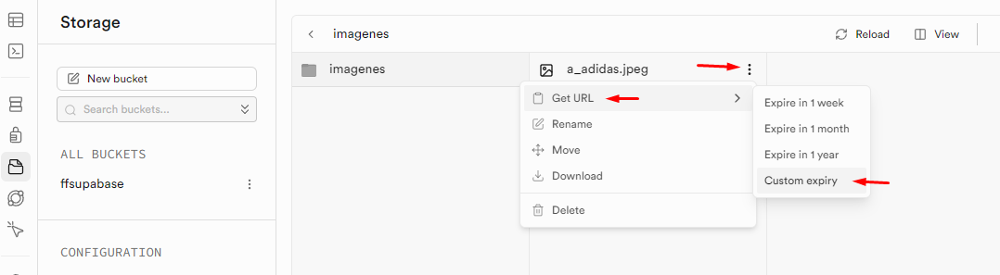 Storage
New bucket
Search buckets...
ALL BUCKETS
ffsupabase
CONFIGURATION
imagenes
Reload
View
imagenes
a_adidas.jpeg
Get URL
Rename
Move
Download
Delete
Expire in 1 week
Expire in 1 month
Expire in 1 year
Custom expiry